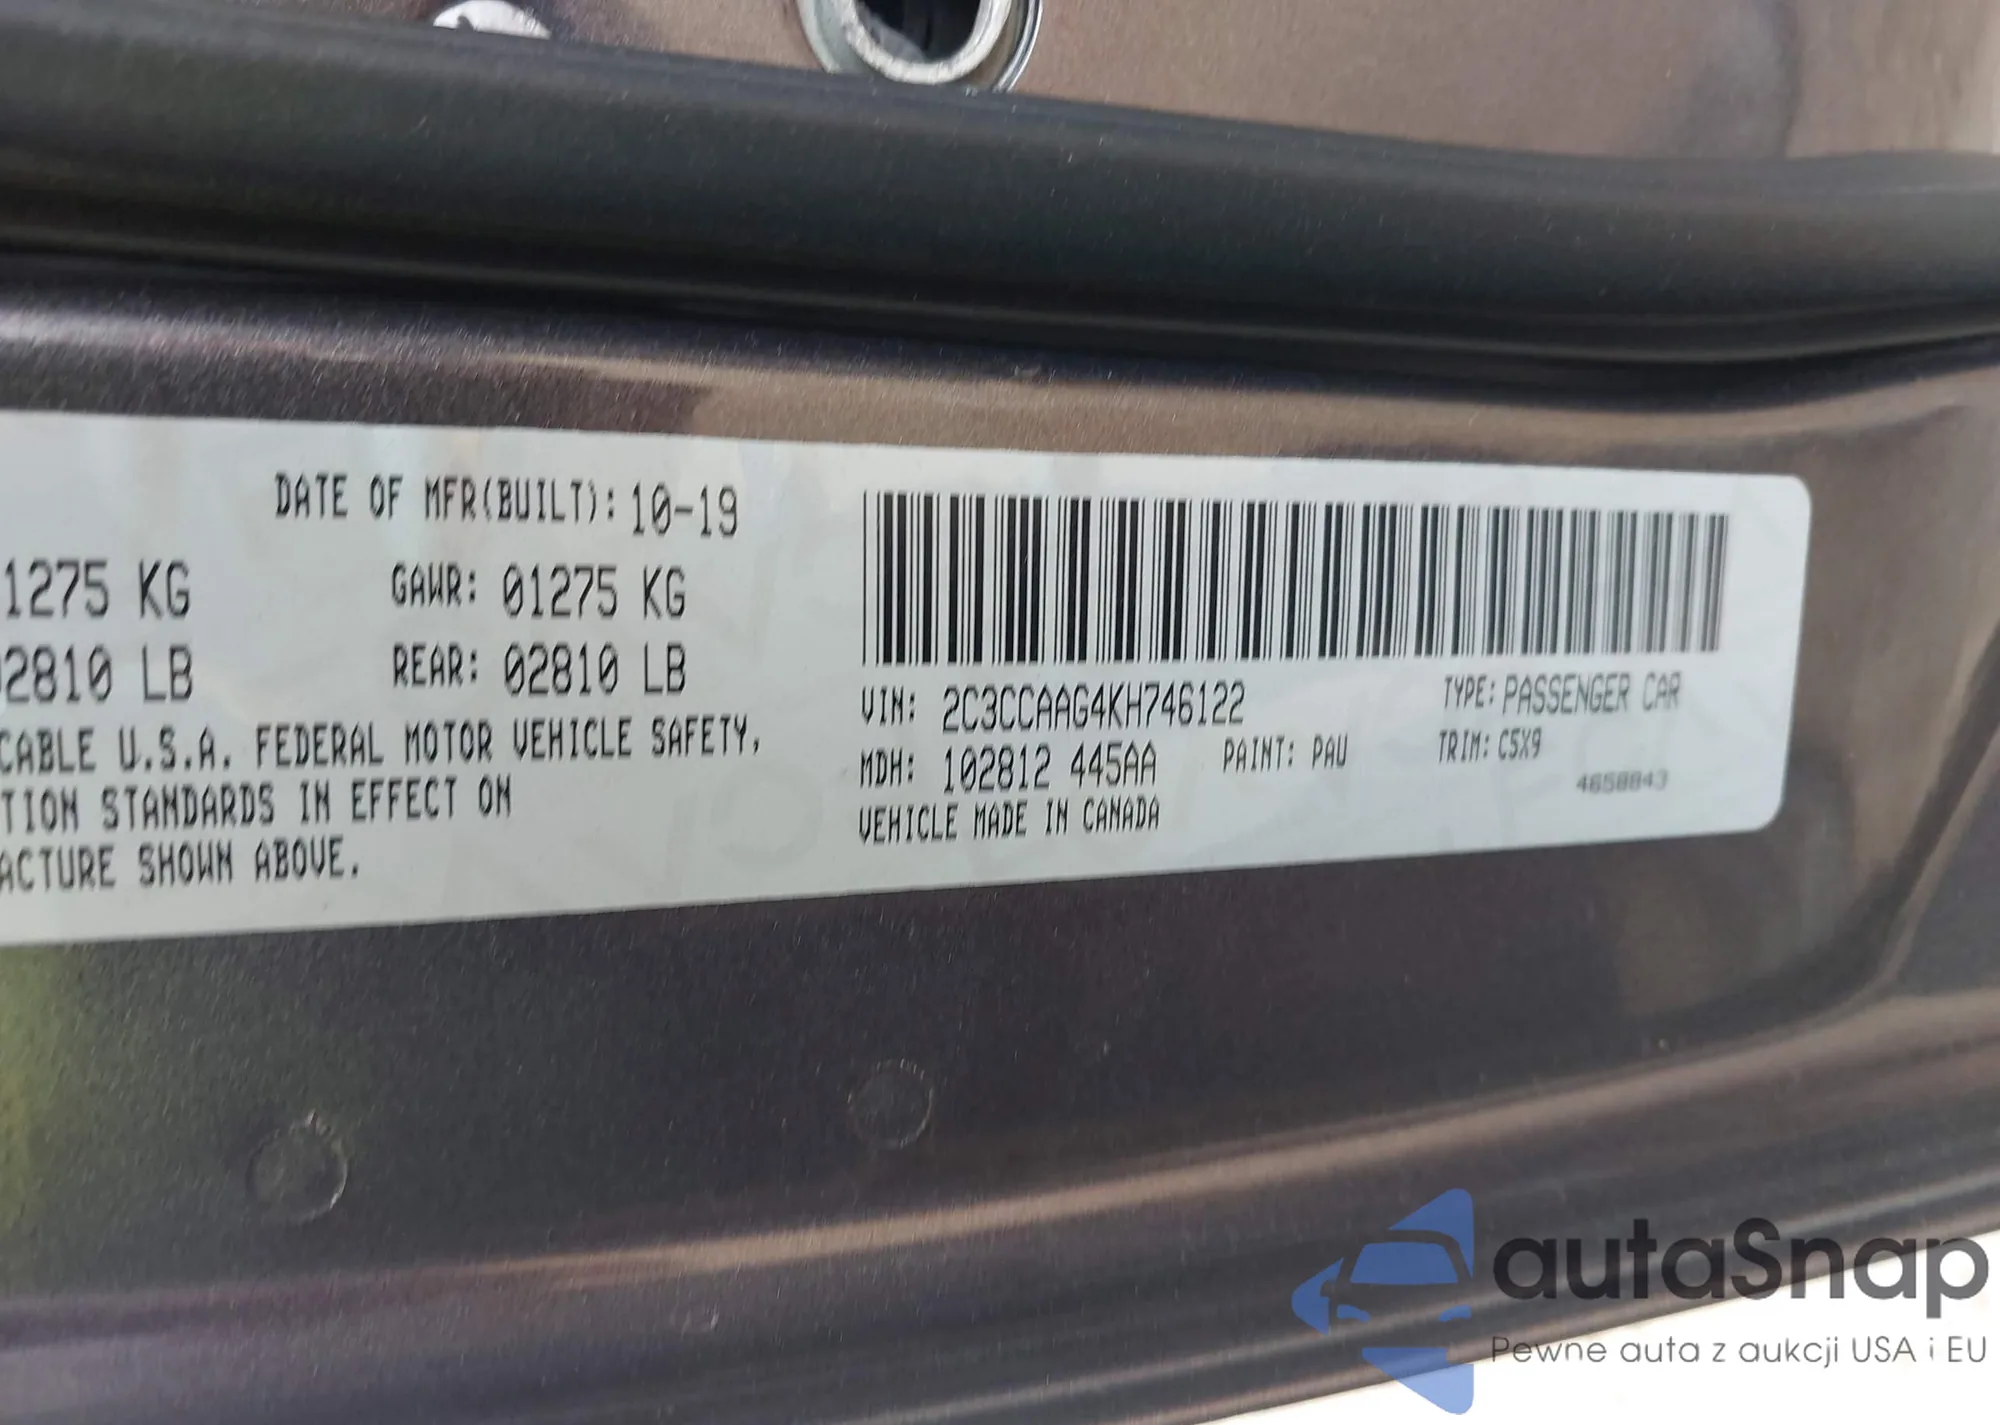 DATE OF MFR(BUILT): 10-19
1275 KG GAWR: 01275 KG
02810 LB REAR: 02810 LB
CABLE U.S.A. FEDERAL MOTOR VEHICLE SAFETY,
TION STANDARDS IN EFFECT ON
ACTURE SHOWN ABOVE.
VIN: 2C3CCAAG4KH746122 TYPE: PASSENGER CAR
MDH: 102812 445AA PAINT: PAU TRIM: C5X9
VEHICLE MADE IN CANADA 4658843
autaSnap
Pewne auta z aukcji USA i EU